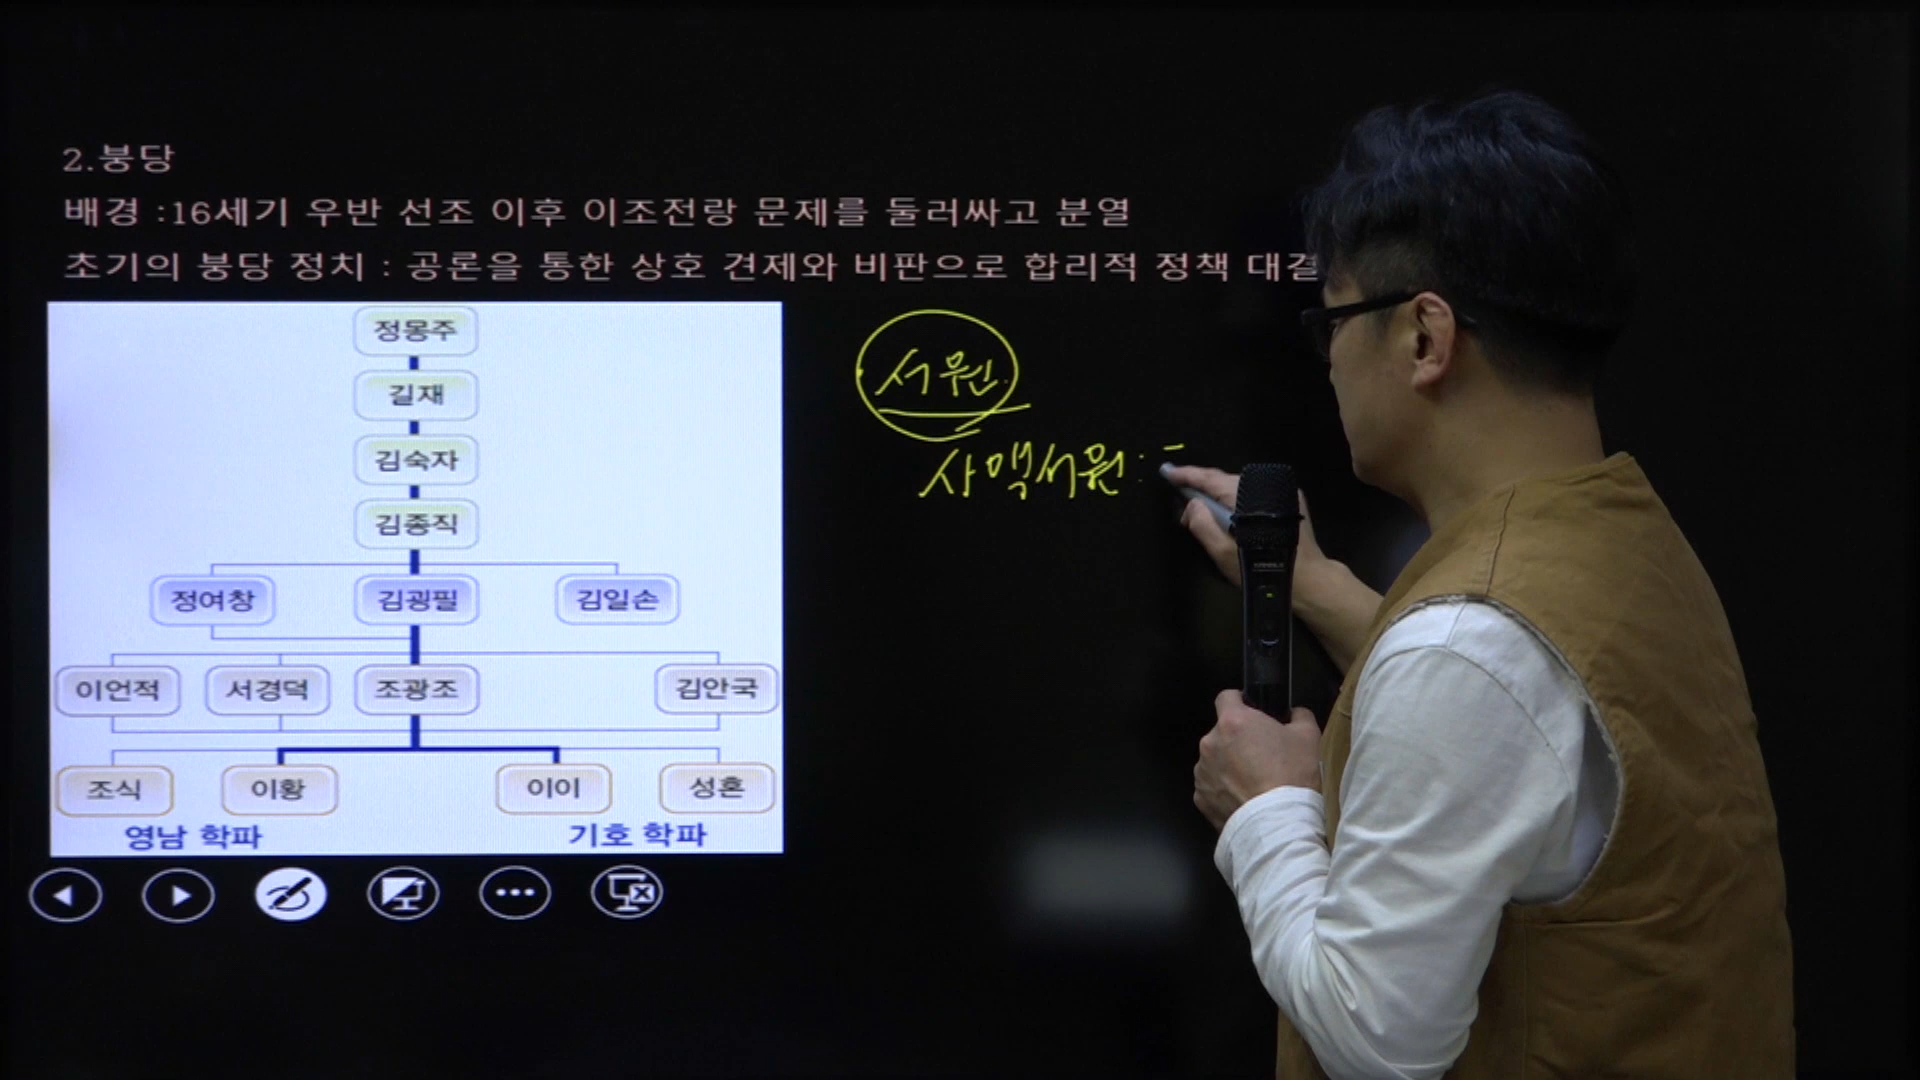 2.붕당
배경 :16세기 우반 선조 이후 이조전랑 문제를 둘러싸고 분열
초기의 붕당 정치 : 공론을 통한 상호 견제와 비판으로 합리적 정책 대결
정몽주
길재
김숙자
김종직
정여창 김굉필 김일손
이언적 서경덕 조광조 김안국
조식 이황 이이 성혼
영남 학파 기호 학파
서원
사액서원: